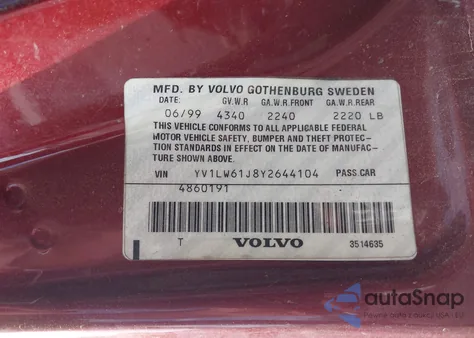 MFD. BY VOLVO GOTHENBURG SWEDEN
DATE: GV.W.R GA.W.R.FRONT GA.W.R.REAR
06/99 4340 2240 2220 LB
THIS VEHICLE CONFORMS TO ALL APPLICABLE FEDERAL
MOTOR VEHICLE SAFETY, BUMPER AND THEFT PROTEC-
TION STANDARDS IN EFFECT ON THE DATE OF MANUFAC-
TURE SHOWN ABOVE.
VIN YV1LW61J8Y2644104 PASS.CAR
4860191
T VOLVO 3514635
autoSnap